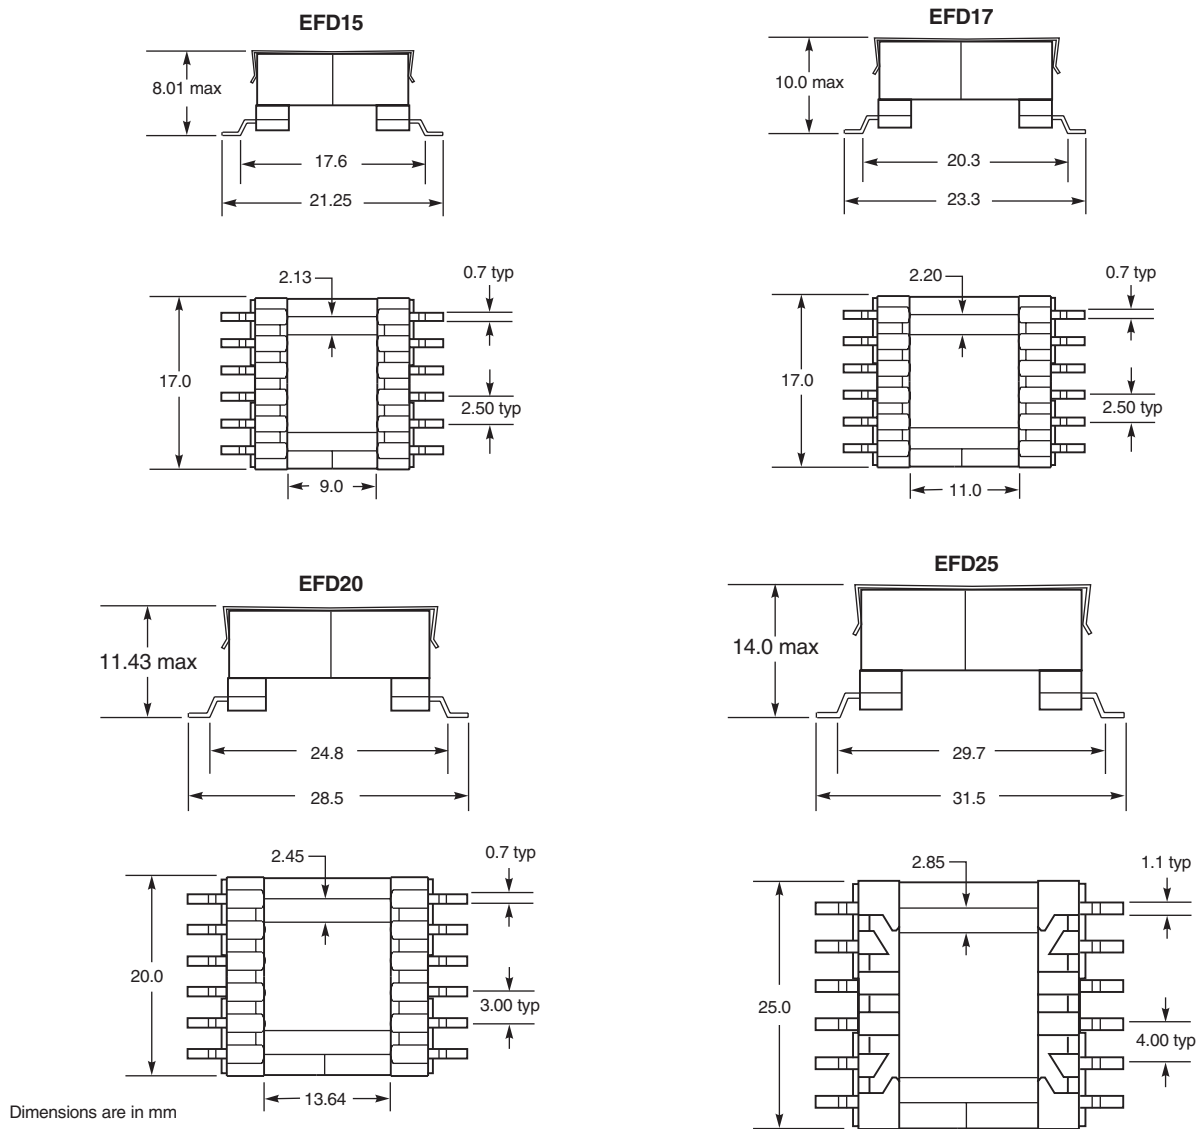 EFD15
8.01 max
17.6
21.25
2.13
0.7 typ
17.0
2.50 typ
9.0
EFD17
10.0 max
20.3
23.3
2.20
0.7 typ
17.0
2.50 typ
11.0
EFD20
11.43 max
24.8
28.5
2.45
0.7 typ
20.0
3.00 typ
13.64
EFD25
14.0 max
29.7
31.5
2.85
1.1 typ
25.0
4.00 typ
Dimensions are in mm